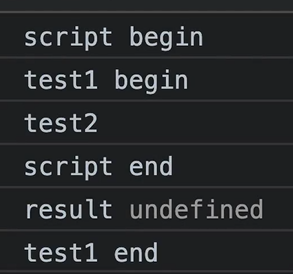 script begin
test1 begin
test2
script end
result undefined
test1 end